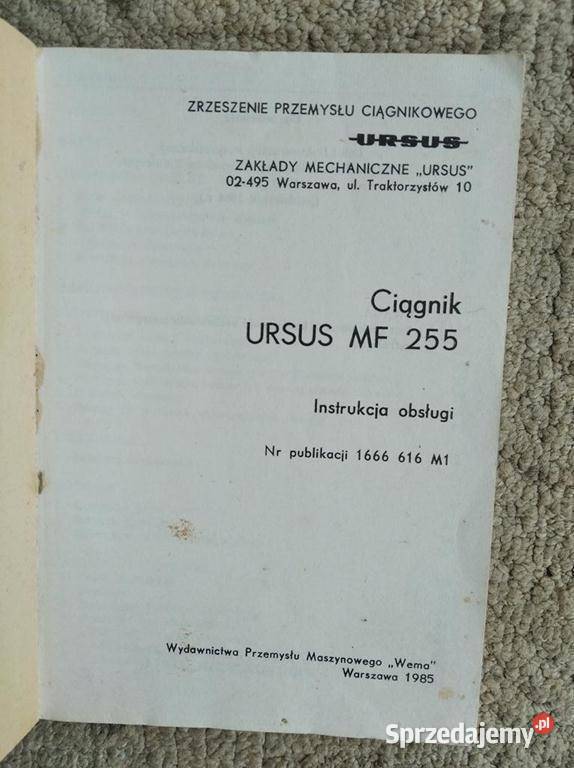 ZRZESZENIE PRZEMYSŁU CIĄGNIKOWEGO
URSUS
ZAKŁADY MECHANICZNE „URSUS"
02-495 Warszawa, ul. Traktorzystów 10
Ciągnik
URSUS MF 255
Instrukcja obsługi
Nr publikacji 1666 616 M1
Wydawnictwa Przemysłu Maszynowego „Wema"
Warszawa 1985
Sprzedajemy.pl